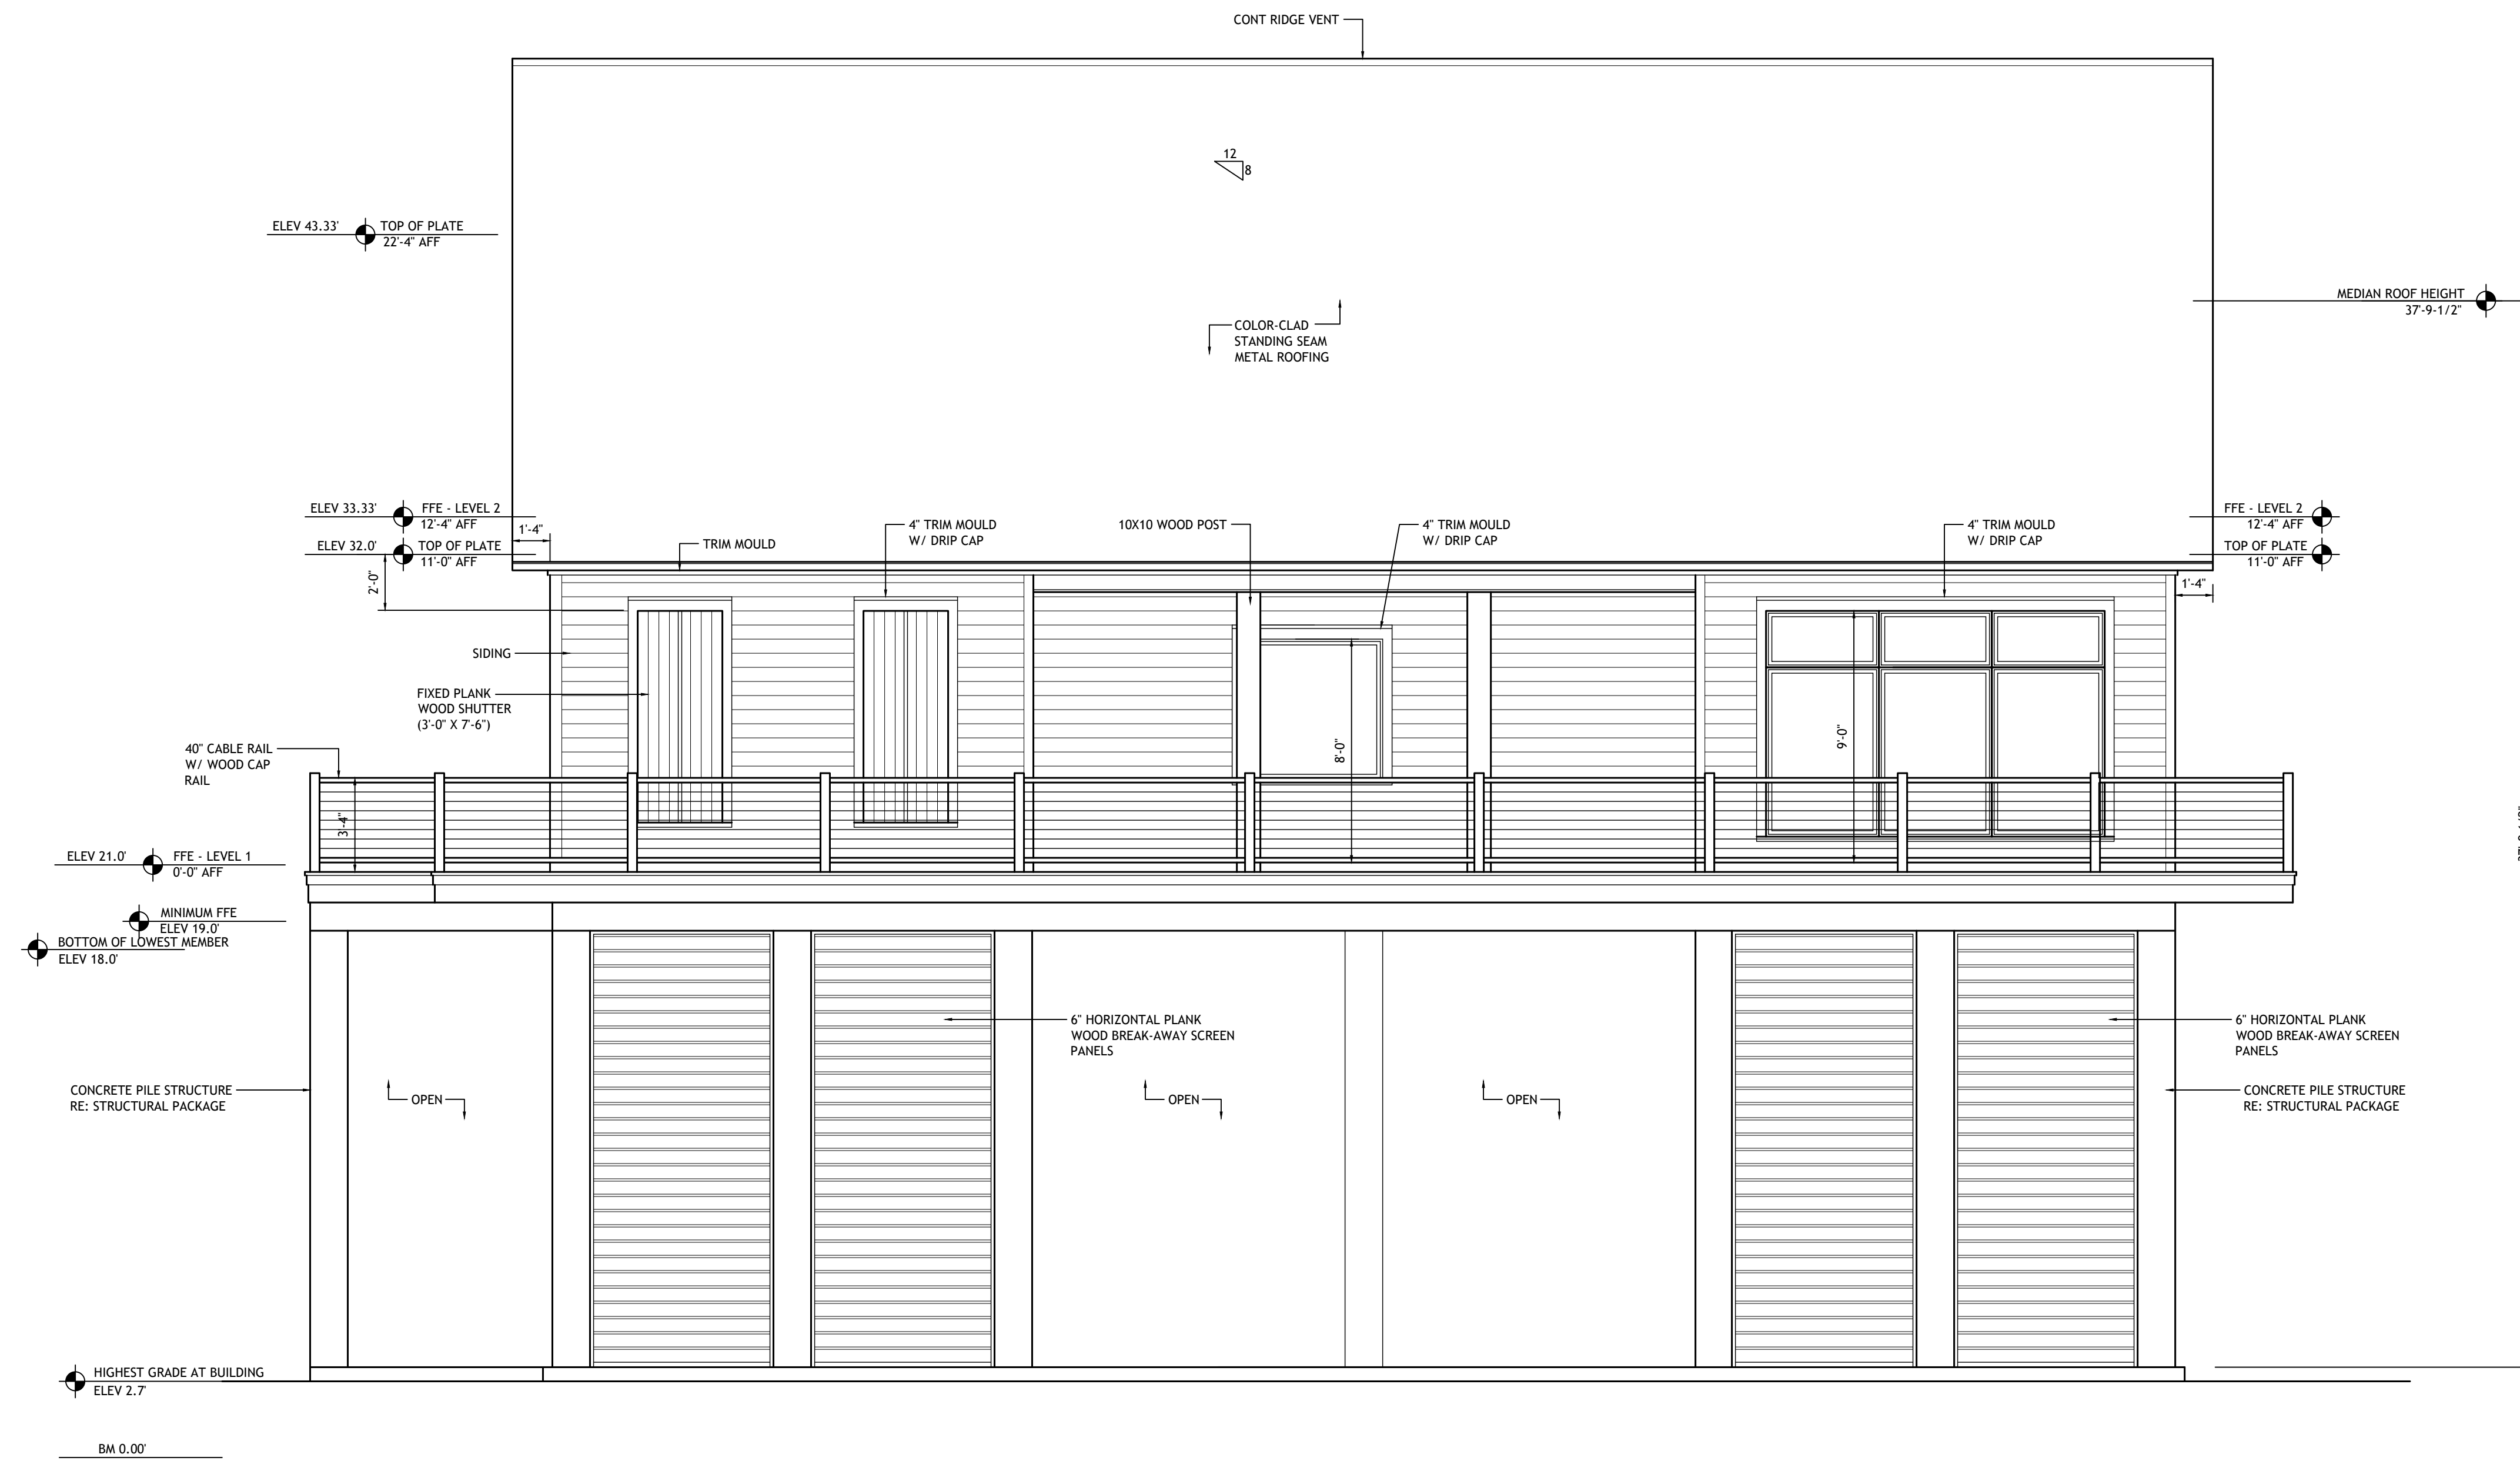 CONT RIDGE VENT
12
8
ELEV 43.33' TOP OF PLATE
22'-4" AFF
MEDIAN ROOF HEIGHT
37'-9-1/2"
COLOR-CLAD
STANDING SEAM
METAL ROOFING
ELEV 33.33' FFE - LEVEL 2
12'-4" AFF
1'-4"
ELEV 32.0' TOP OF PLATE
11'-0" AFF
2'-0"
TRIM MOULD
4" TRIM MOULD
W/ DRIP CAP
10X10 WOOD POST
4" TRIM MOULD
W/ DRIP CAP
4" TRIM MOULD
W/ DRIP CAP
FFE - LEVEL 2
12'-4" AFF
TOP OF PLATE
11'-0" AFF
1'-4"
SIDING
FIXED PLANK
WOOD SHUTTER
(3'-0" X 7'-6")
8'-0"
9'-0"
40" CABLE RAIL
W/ WOOD CAP
RAIL
3'-4"
ELEV 21.0' FFE - LEVEL 1
0'-0" AFF
MINIMUM FFE
ELEV 19.0'
BOTTOM OF LOWEST MEMBER
ELEV 18.0'
6" HORIZONTAL PLANK
WOOD BREAK-AWAY SCREEN
PANELS
6" HORIZONTAL PLANK
WOOD BREAK-AWAY SCREEN
PANELS
CONCRETE PILE STRUCTURE
RE: STRUCTURAL PACKAGE
OPEN
OPEN
OPEN
CONCRETE PILE STRUCTURE
RE: STRUCTURAL PACKAGE
HIGHEST GRADE AT BUILDING
ELEV 2.7'
BM 0.00'